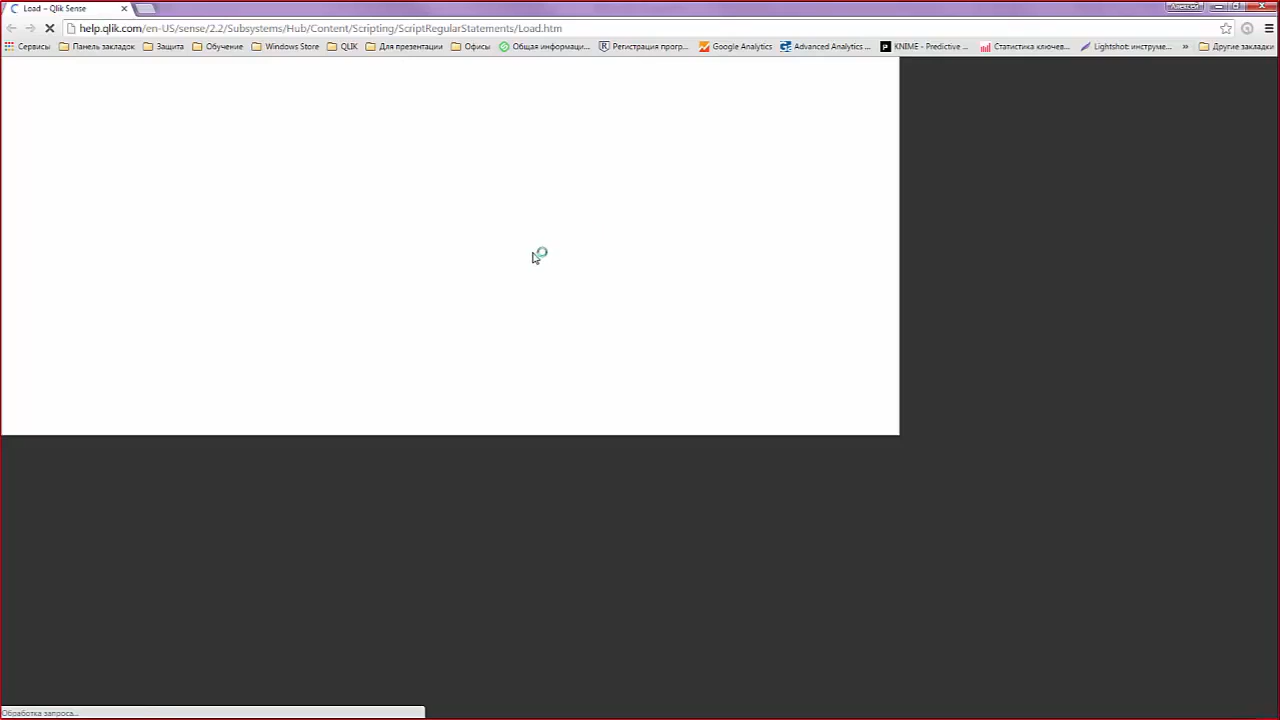 Load – Qlik Sense
Алексей
help.qlik.com/en-US/sense/2.2/Subsystems/Hub/Content/Scripting/ScriptRegularStatements/Load.htm
Сервисы Панель закладок Защита Обучение Windows Store QLIK Для презентации Офисы Общая информаци... Регистрация прогр... Google Analytics Advanced Analytics ... KNIME - Predictive ... Статистика ключев... Lightshot: инструме... » Другие закладки
Обработка запроса...